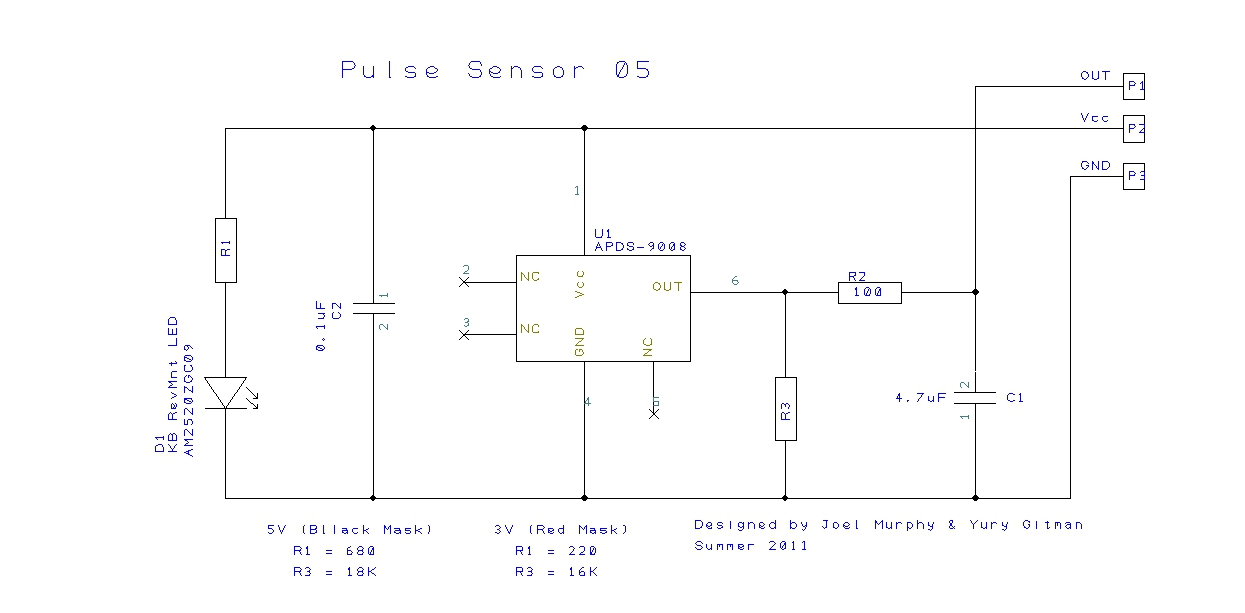 Pulse Sensor 05
OUT
P1
Vcc
P2
GND
P3
1
U1
APDS-9008
R1
2
NC
Vcc
OUT
6
R2
100
1
C2
0.1uF
2
3
NC
GND
NC
4
5
R3
2
4.7uF
C1
1
D1
KB RevMnt LED
AM2520ZGC09
5V (Bllack Mask)
R1 = 680
R3 = 18K
3V (Red Mask)
R1 = 220
R3 = 16K
Designed by Joel Murphy & Yury Gitman
Summer 2011